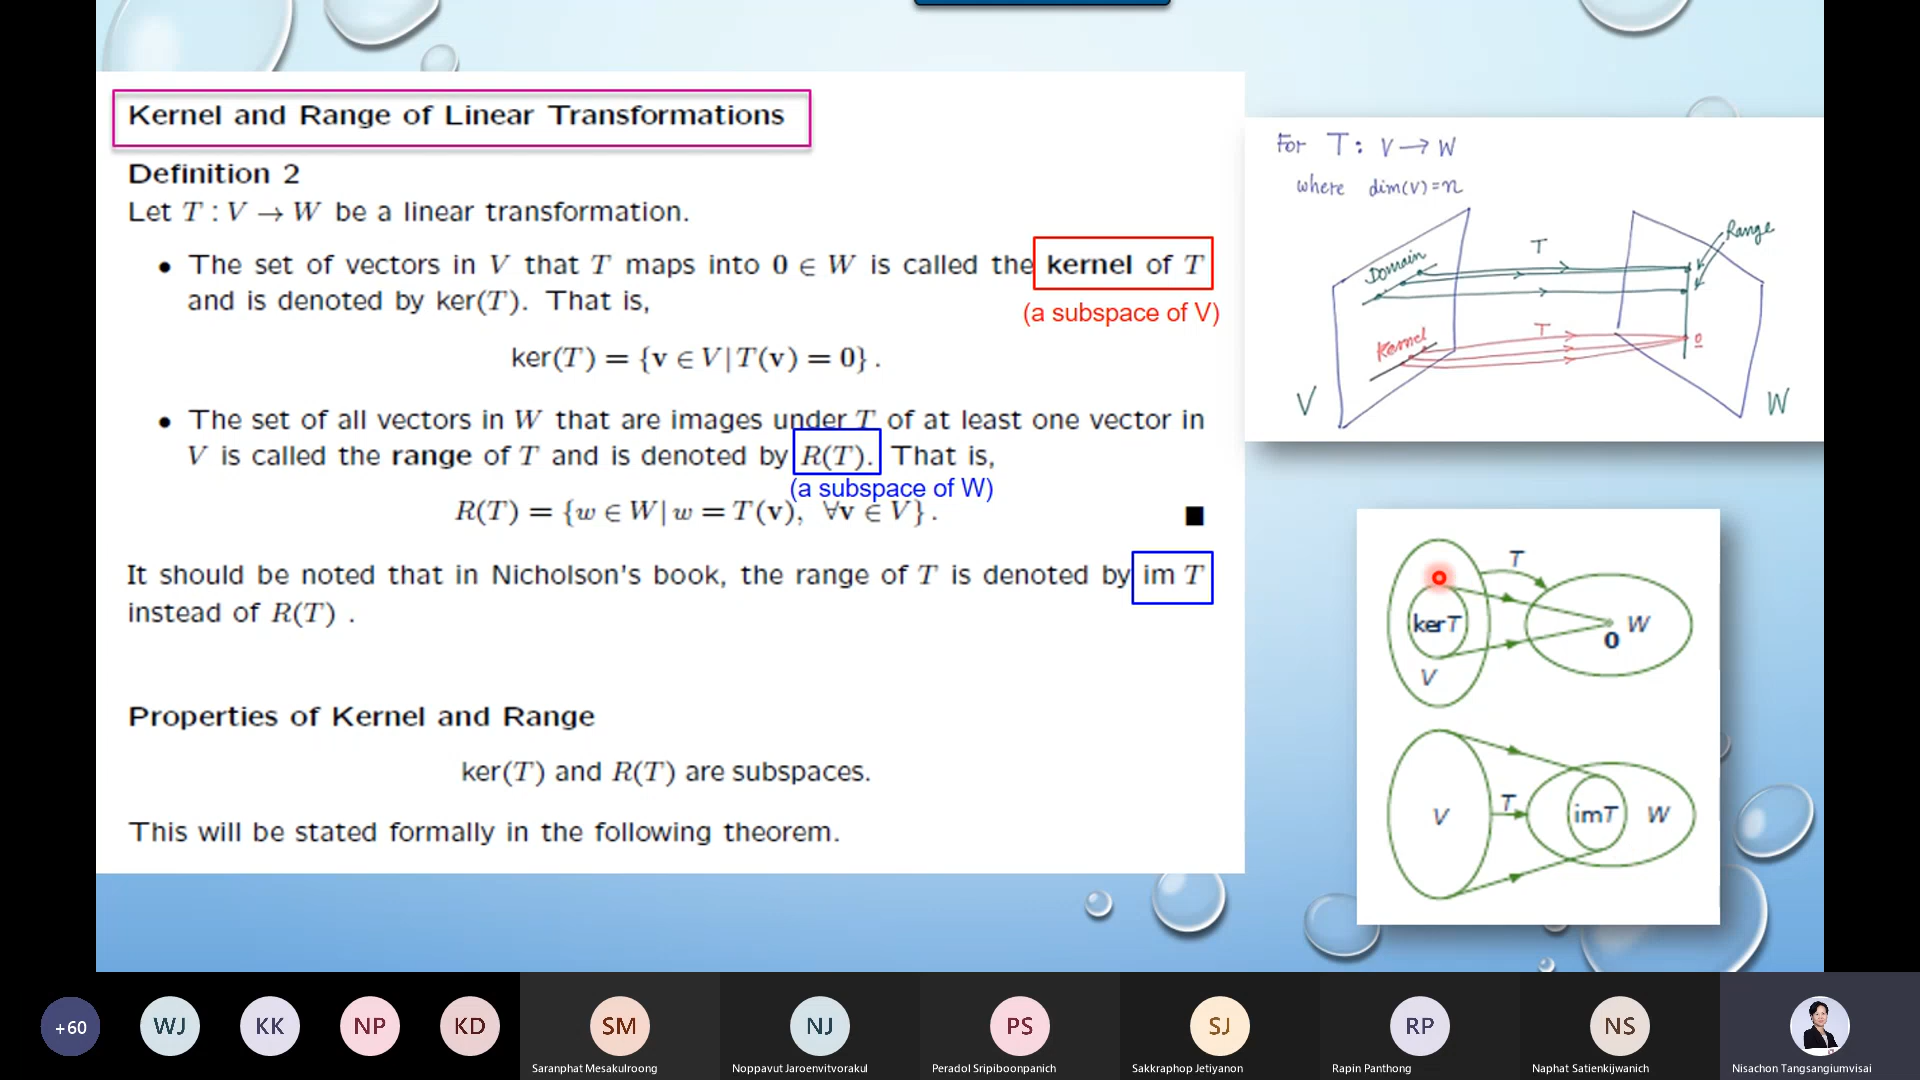 Kernel and Range of Linear Transformations
Definition 2
Let T : V → W be a linear transformation.
• The set of vectors in V that T maps into 0 ∈ W is called the kernel of T
and is denoted by ker(T). That is,
(a subspace of V)
ker(T) = {v ∈ V | T(v) = 0} .
• The set of all vectors in W that are images under T of at least one vector in
V is called the range of T and is denoted by R(T). That is,
(a subspace of W)
R(T) = {w ∈ W | w = T(v), ∀v ∈ V} .
■
It should be noted that in Nicholson's book, the range of T is denoted by im T
instead of R(T) .
Properties of Kernel and Range
ker(T) and R(T) are subspaces.
This will be stated formally in the following theorem.
For T: V → W
where dim(V)=n
Range
T
Domain
T
Kernel
0
V
W
T
kerT
W
0
V
T
V
imT
W
+60
WJ
KK
NP
KD
SM
NJ
PS
SJ
RP
NS
Saranphat Mesakulroong
Noppavut Jaroenvitvorakul
Peradol Sripiboonpanich
Sakkraphop Jetiyanon
Rapin Panthong
Naphat Satienkijwanich
Nisachon Tangsangiumvisai